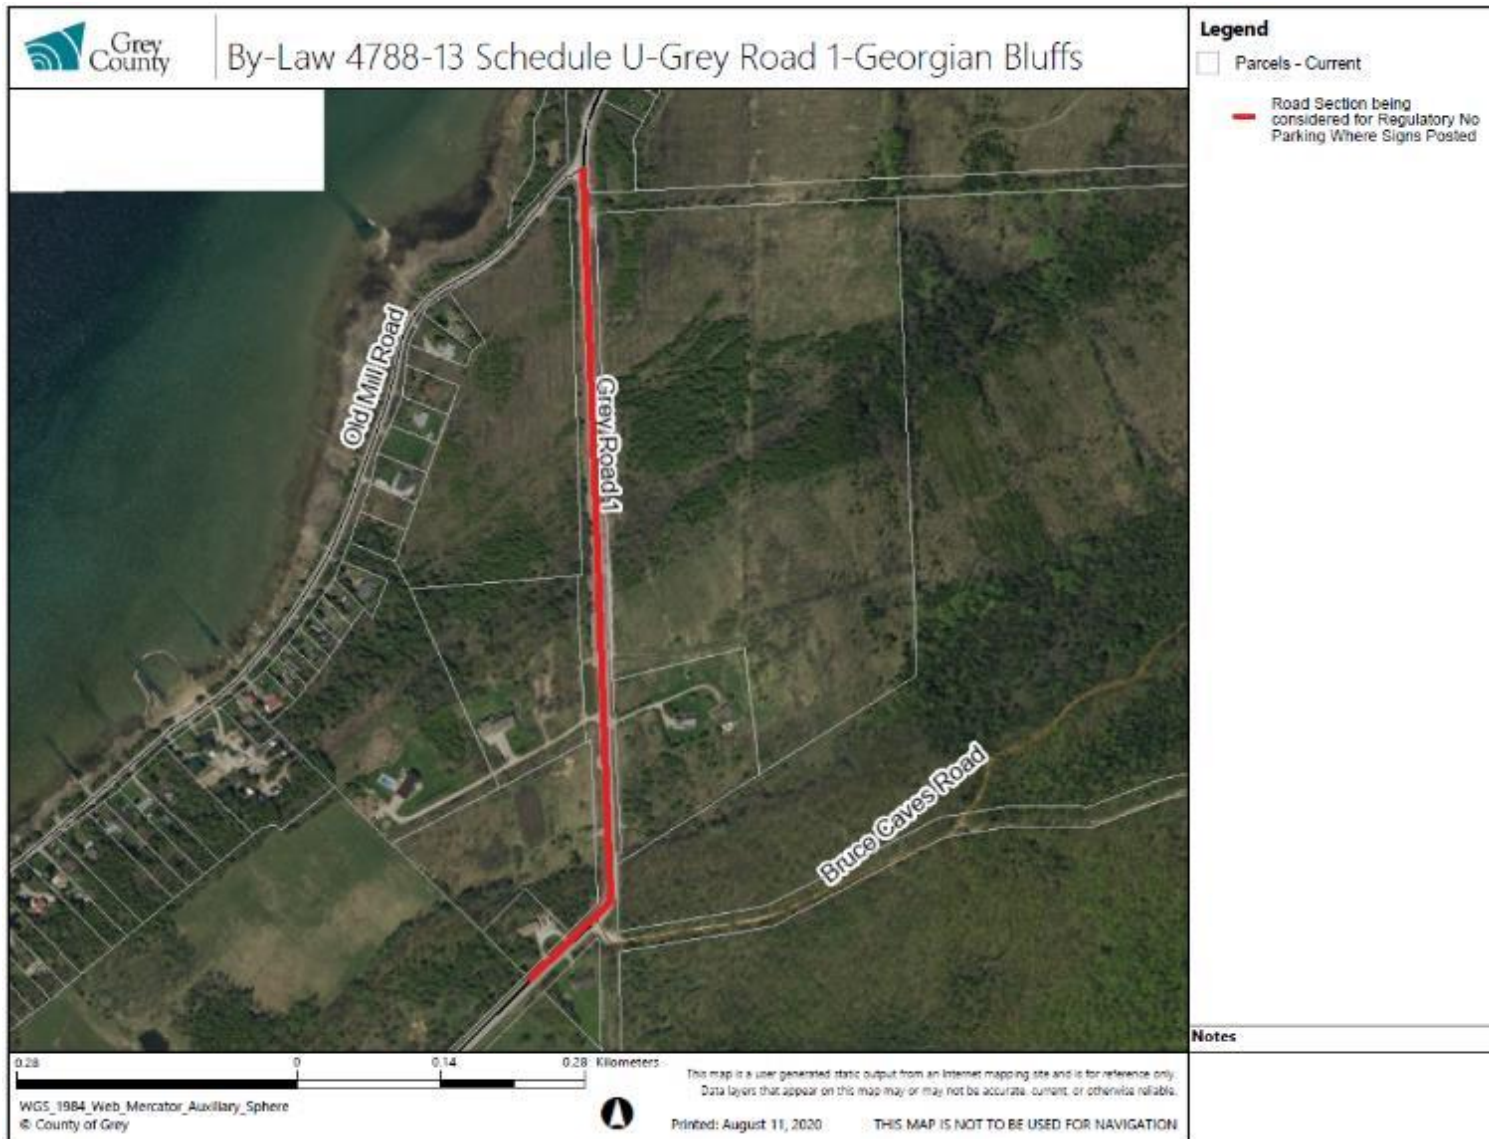 Grey
County
By-Law 4788-13 Schedule U-Grey Road 1-Georgian Bluffs
Legend
Parcels - Current
Road Section being
considered for Regulatory No
Parking Where Signs Posted
Old Mill Road
Grey Road 1
Bruce Caves Road
Notes
0.28 0 0.14 0.28 Kilometers
WGS_1984_Web_Mercator_Auxiliary_Sphere
© County of Grey
This map is a user generated static output from an Internet mapping site and is for reference only.
Data layers that appear on this map may or may not be accurate, current, or otherwise reliable.
Printed: August 11, 2020
THIS MAP IS NOT TO BE USED FOR NAVIGATION